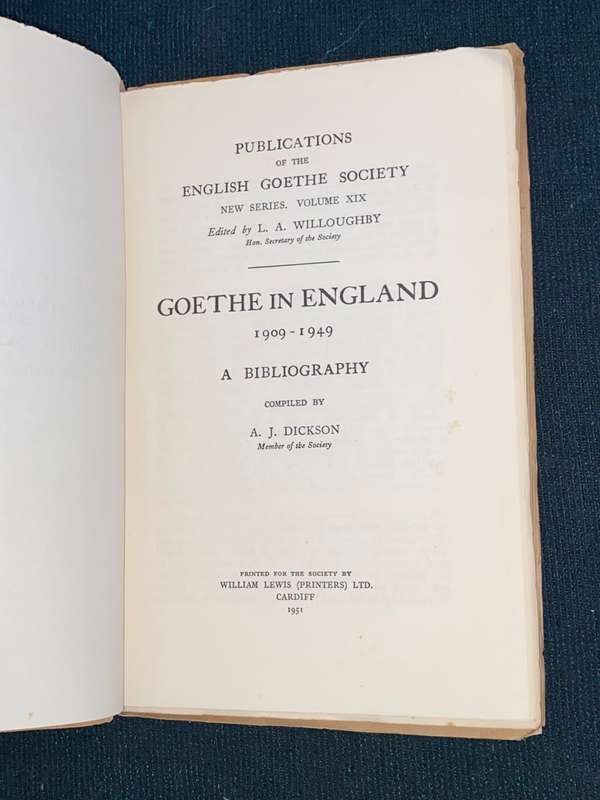 PUBLICATIONS
OF THE
ENGLISH GOETHE SOCIETY
NEW SERIES. VOLUME XIX
Edited by L. A. WILLOUGHBY
Hon. Secretary of the Society
GOETHE IN ENGLAND
1909-1949
A BIBLIOGRAPHY
COMPILED BY
A. J. DICKSON
Member of the Society
PRINTED FOR THE SOCIETY BY
WILLIAM LEWIS (PRINTERS) LTD.
CARDIFF
1951